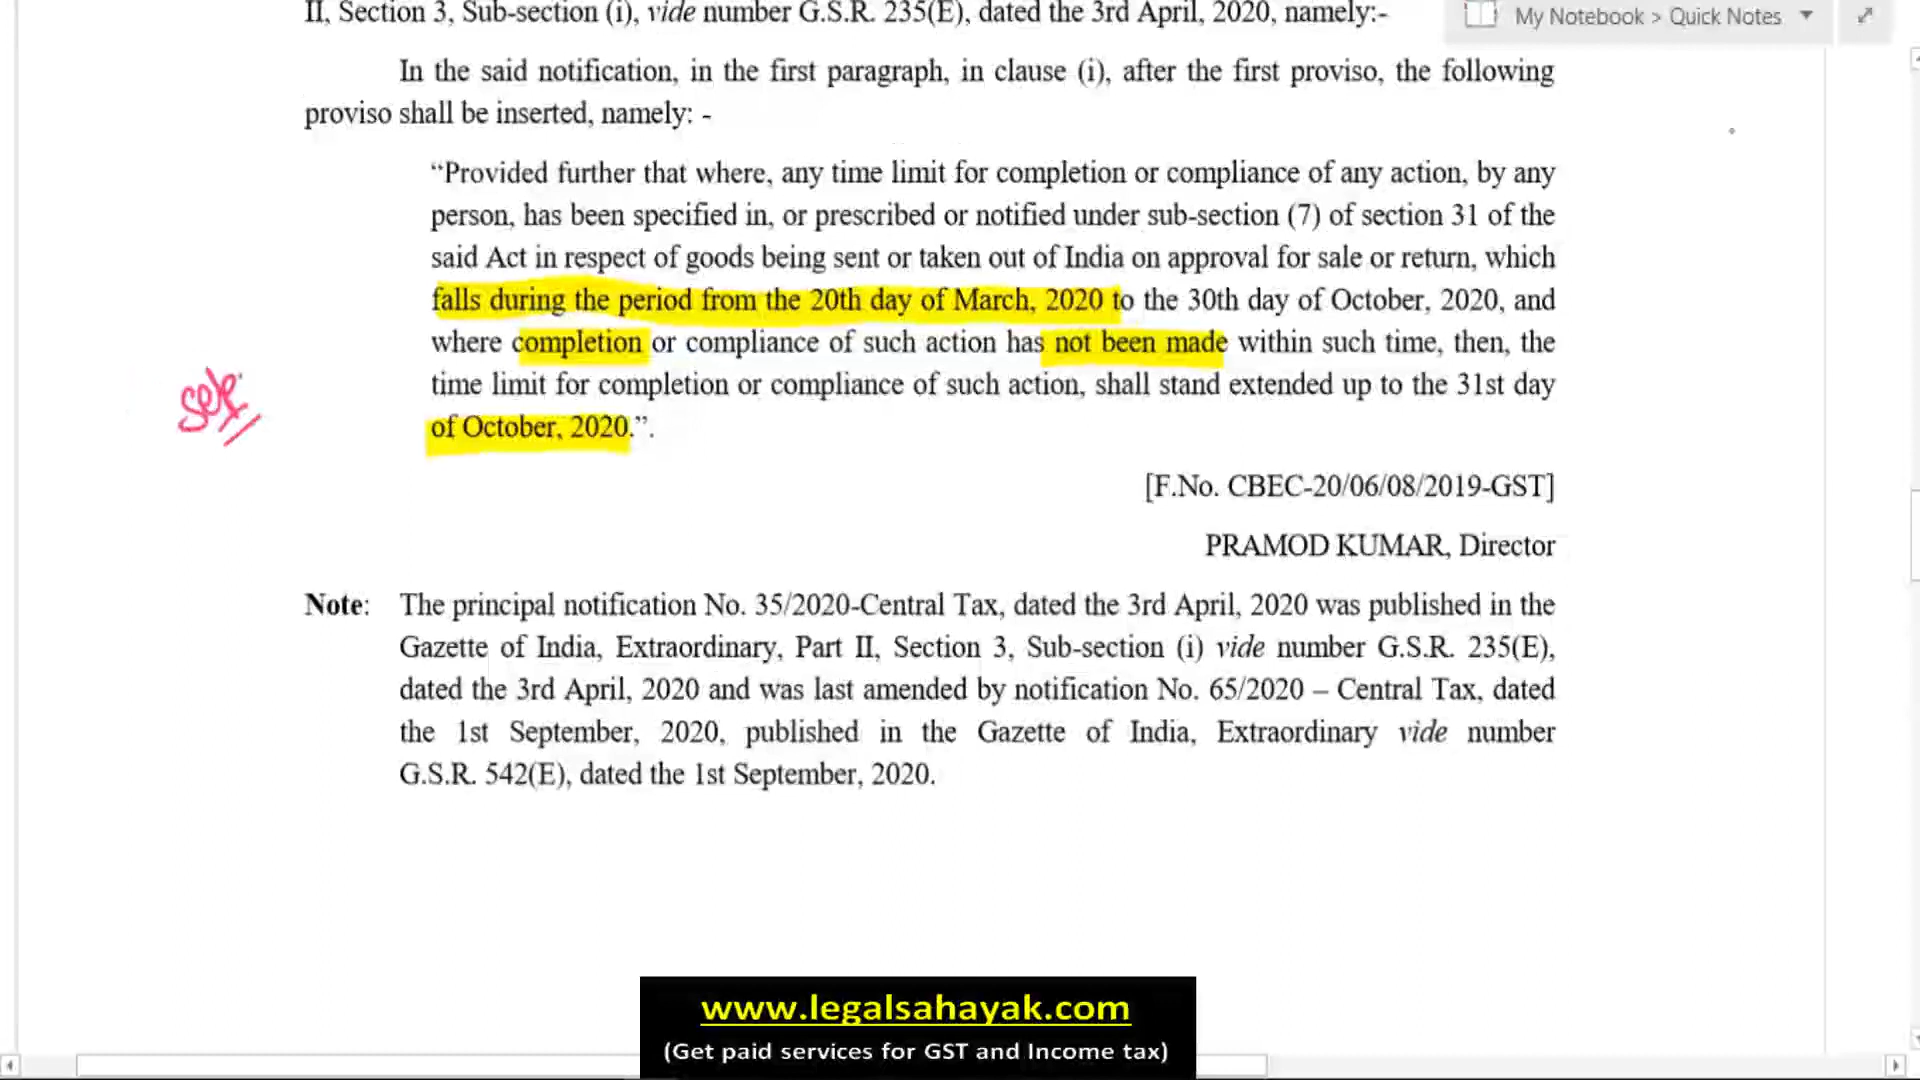 II, Section 3, Sub-section (i), vide number G.S.R. 235(E), dated the 3rd April, 2020, namely:-
My Notebook > Quick Notes
In the said notification, in the first paragraph, in clause (i), after the first proviso, the following
proviso shall be inserted, namely: -
“Provided further that where, any time limit for completion or compliance of any action, by any
person, has been specified in, or prescribed or notified under sub-section (7) of section 31 of the
said Act in respect of goods being sent or taken out of India on approval for sale or return, which
falls during the period from the 20th day of March, 2020 to the 30th day of October, 2020, and
where completion or compliance of such action has not been made within such time, then, the
time limit for completion or compliance of such action, shall stand extended up to the 31st day
of October, 2020.”.
[F.No. CBEC-20/06/08/2019-GST]
PRAMOD KUMAR, Director
Note: The principal notification No. 35/2020-Central Tax, dated the 3rd April, 2020 was published in the
Gazette of India, Extraordinary, Part II, Section 3, Sub-section (i) vide number G.S.R. 235(E),
dated the 3rd April, 2020 and was last amended by notification No. 65/2020 – Central Tax, dated
the 1st September, 2020, published in the Gazette of India, Extraordinary vide number
G.S.R. 542(E), dated the 1st September, 2020.
www.legalsahayak.com
(Get paid services for GST and Income tax)